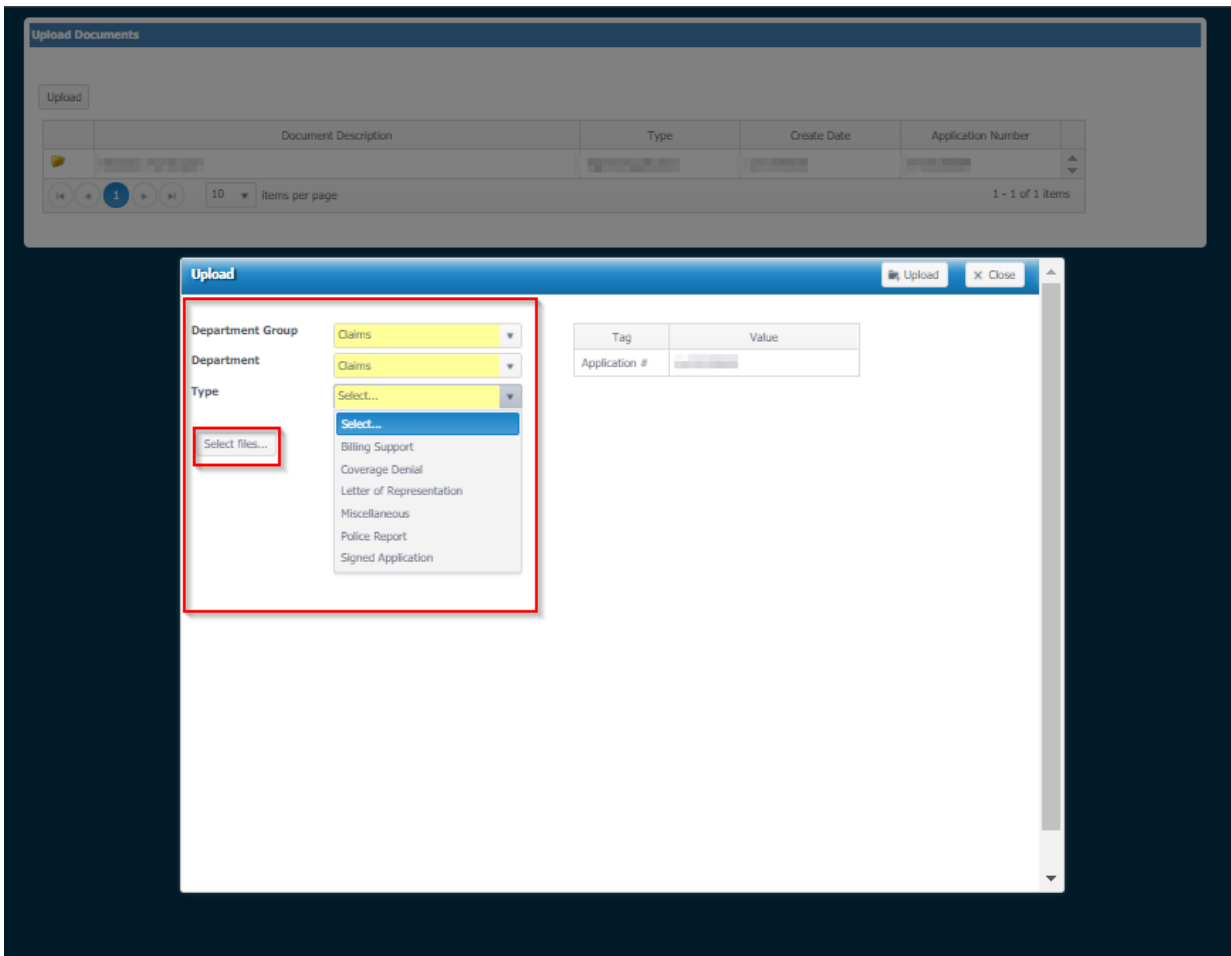 Upload Documents
Upload
Document Description Type Create Date Application Number
1 10 items per page 1 - 1 of 1 items
Upload Upload Close
Department Group Claims
Department Claims
Type Select...
Select...
Billing Support
Coverage Denial
Letter of Representation
Miscellaneous
Police Report
Signed Application
Select files...
Tag Value
Application #